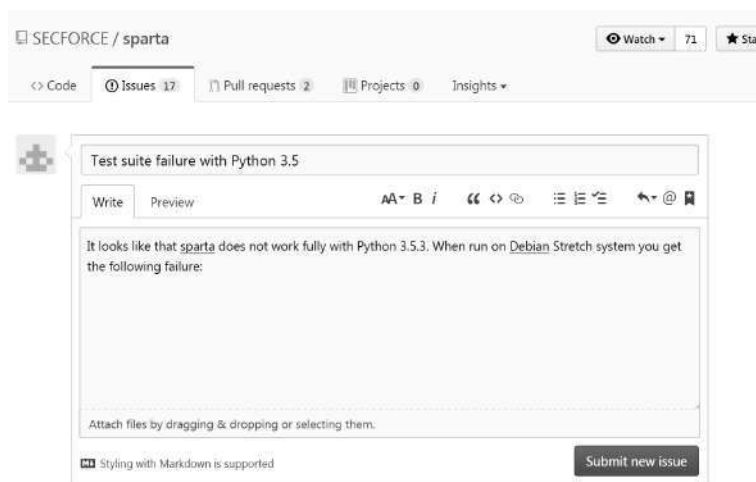 SECFORCE / sparta
Watch 71 Sta
<> Code Issues 17 Pull requests 2 Projects 0 Insights
Test suite failure with Python 3.5
Write Preview AA B i “ <> @
It looks like that sparta does not work fully with Python 3.5.3. When run on Debian Stretch system you get
the following failure:
Attach files by dragging & dropping or selecting them.
Styling with Markdown is supported
Submit new issue